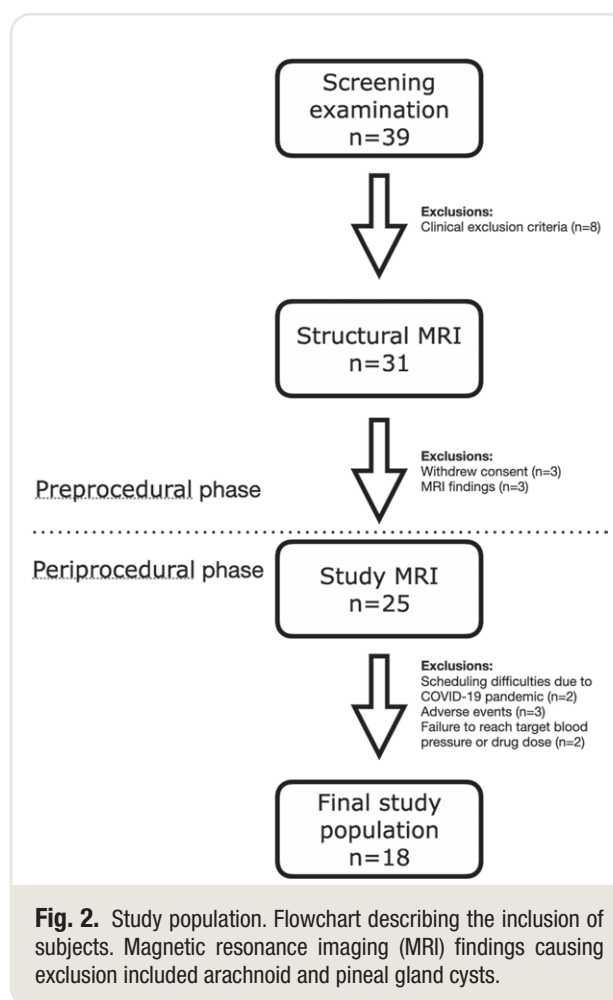 Screening
examination
n=39
Exclusions:
Clinical exclusion criteria (n=8)
Structural MRI
n=31
Exclusions:
Withdrew consent (n=3)
MRI findings (n=3)
Preprocedural phase
Periprocedural phase
Study MRI
n=25
Exclusions:
Scheduling difficulties due to
COVID-19 pandemic (n=2)
Adverse events (n=3)
Failure to reach target blood
pressure or drug dose (n=2)
Final study
population
n=18
Fig. 2. Study population. Flowchart describing the inclusion of
subjects. Magnetic resonance imaging (MRI) findings causing
exclusion included arachnoid and pineal gland cysts.